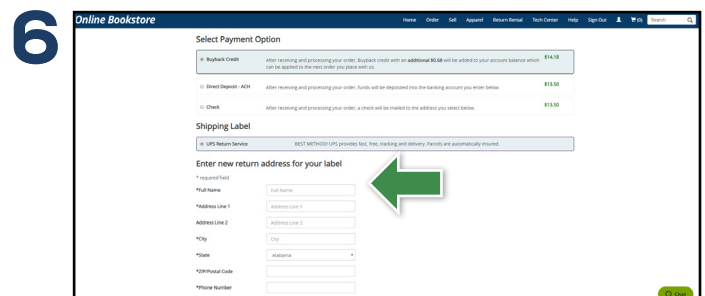 6
Online Bookstore
Home Order Sell Apparel Return Rental Tech Center Help Sign Out (0) Search
Select Payment Option
Buyback Credit After receiving and processing your order, Buyback credit with an additional $0.68 will be added to your account balance which $14.18
can be applied to the next order you place with us.
Direct Deposit - ACH After receiving and processing your order, funds will be deposited into the banking account you enter below $13.50
Check After receiving and processing your order, a check will be mailed to the address you select below $13.50
Shipping Label
UPS Return Service BEST METHOD! UPS provides fast, free, tracking and delivery. Parcels are automatically insured.
Enter new return address for your label
* required field
*Full Name Full Name
*Address Line 1 Address Line 1
Address Line 2 Address Line 2
*City City
*State Alabama
*ZIP/Postal Code
*Phone Number
Chat